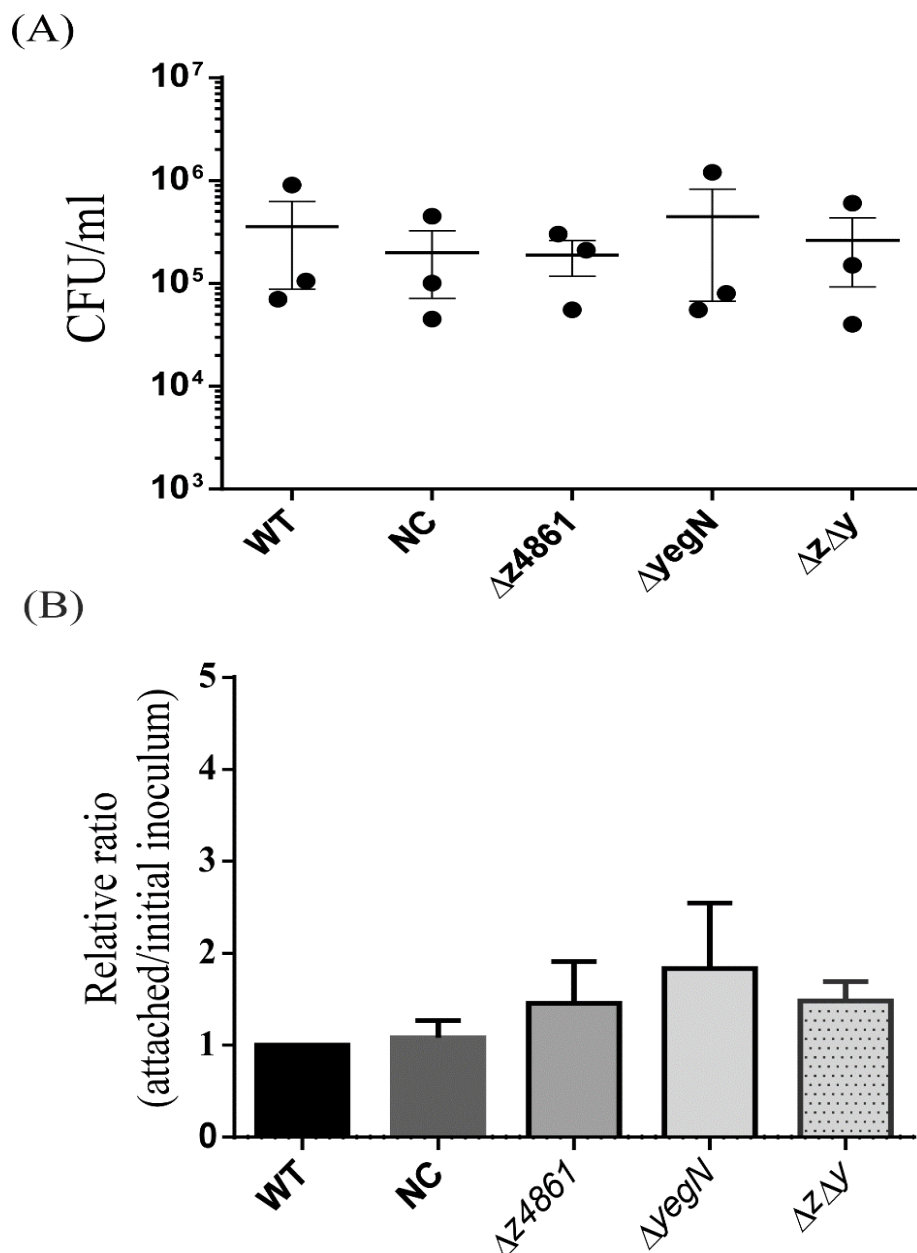 (A)
CFU/ml
10⁷
10⁶
10⁵
10⁴
10³
WT
NC
Δz4861
ΔyegN
ΔzΔy
(B)
Relative ratio
(attached/initial inoculum)
5
4
3
2
1
0
WT
NC
Δz4861
ΔyegN
ΔzΔy